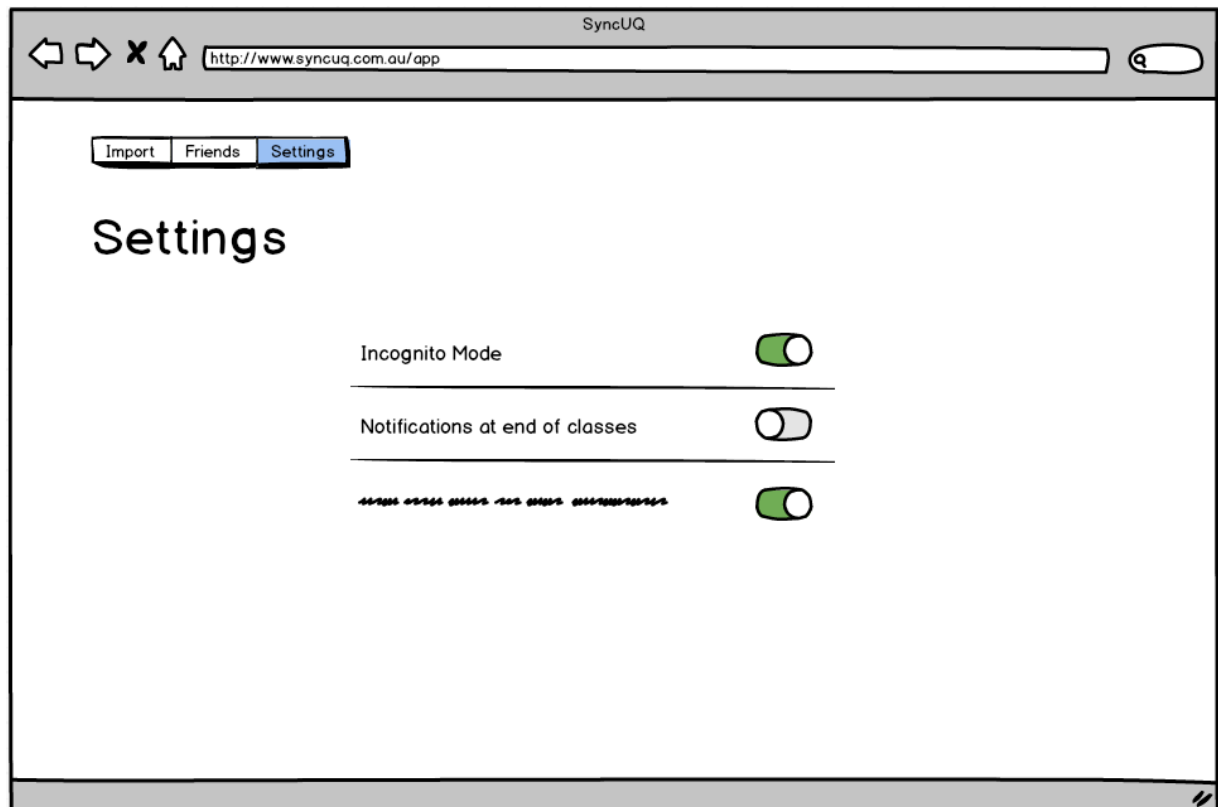 SyncUQ
http://www.syncuq.com.au/app
Import Friends Settings
Settings
Incognito Mode
Notifications at end of classes